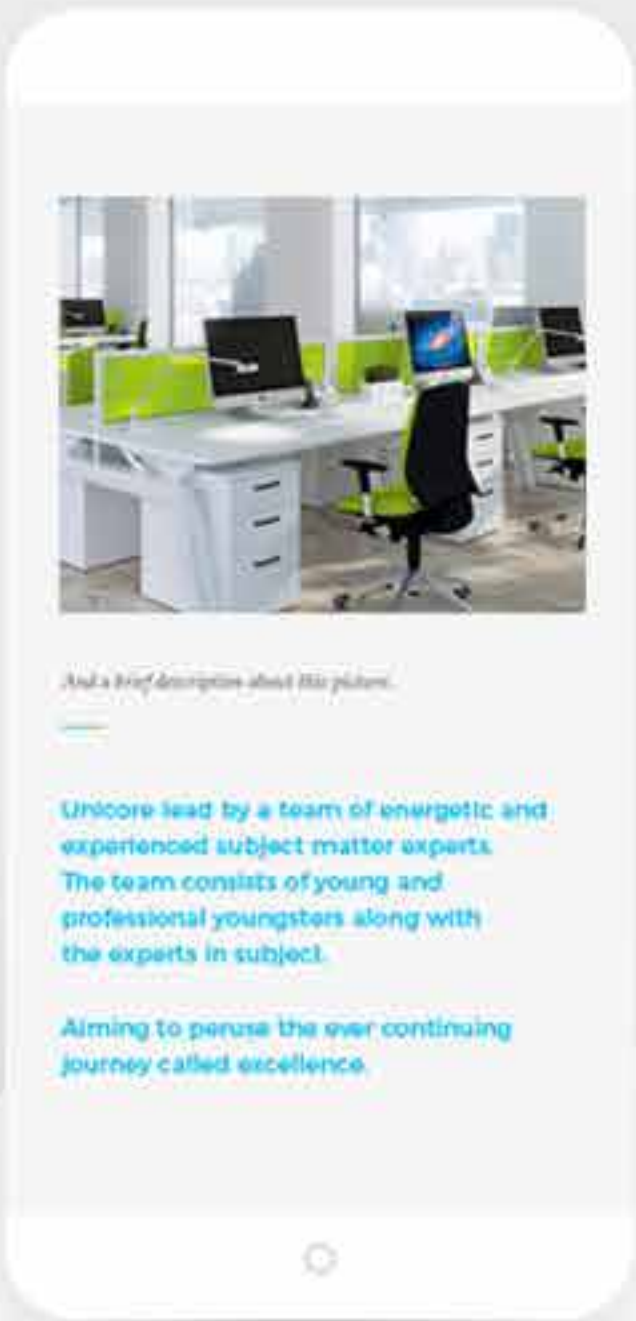 And a brief description about this picture.
Unicore lead by a team of energetic and
experienced subject matter experts.
The team consists of young and
professional youngsters along with
the experts in subject.
Aiming to peruse the ever continuing
journey called excellence.